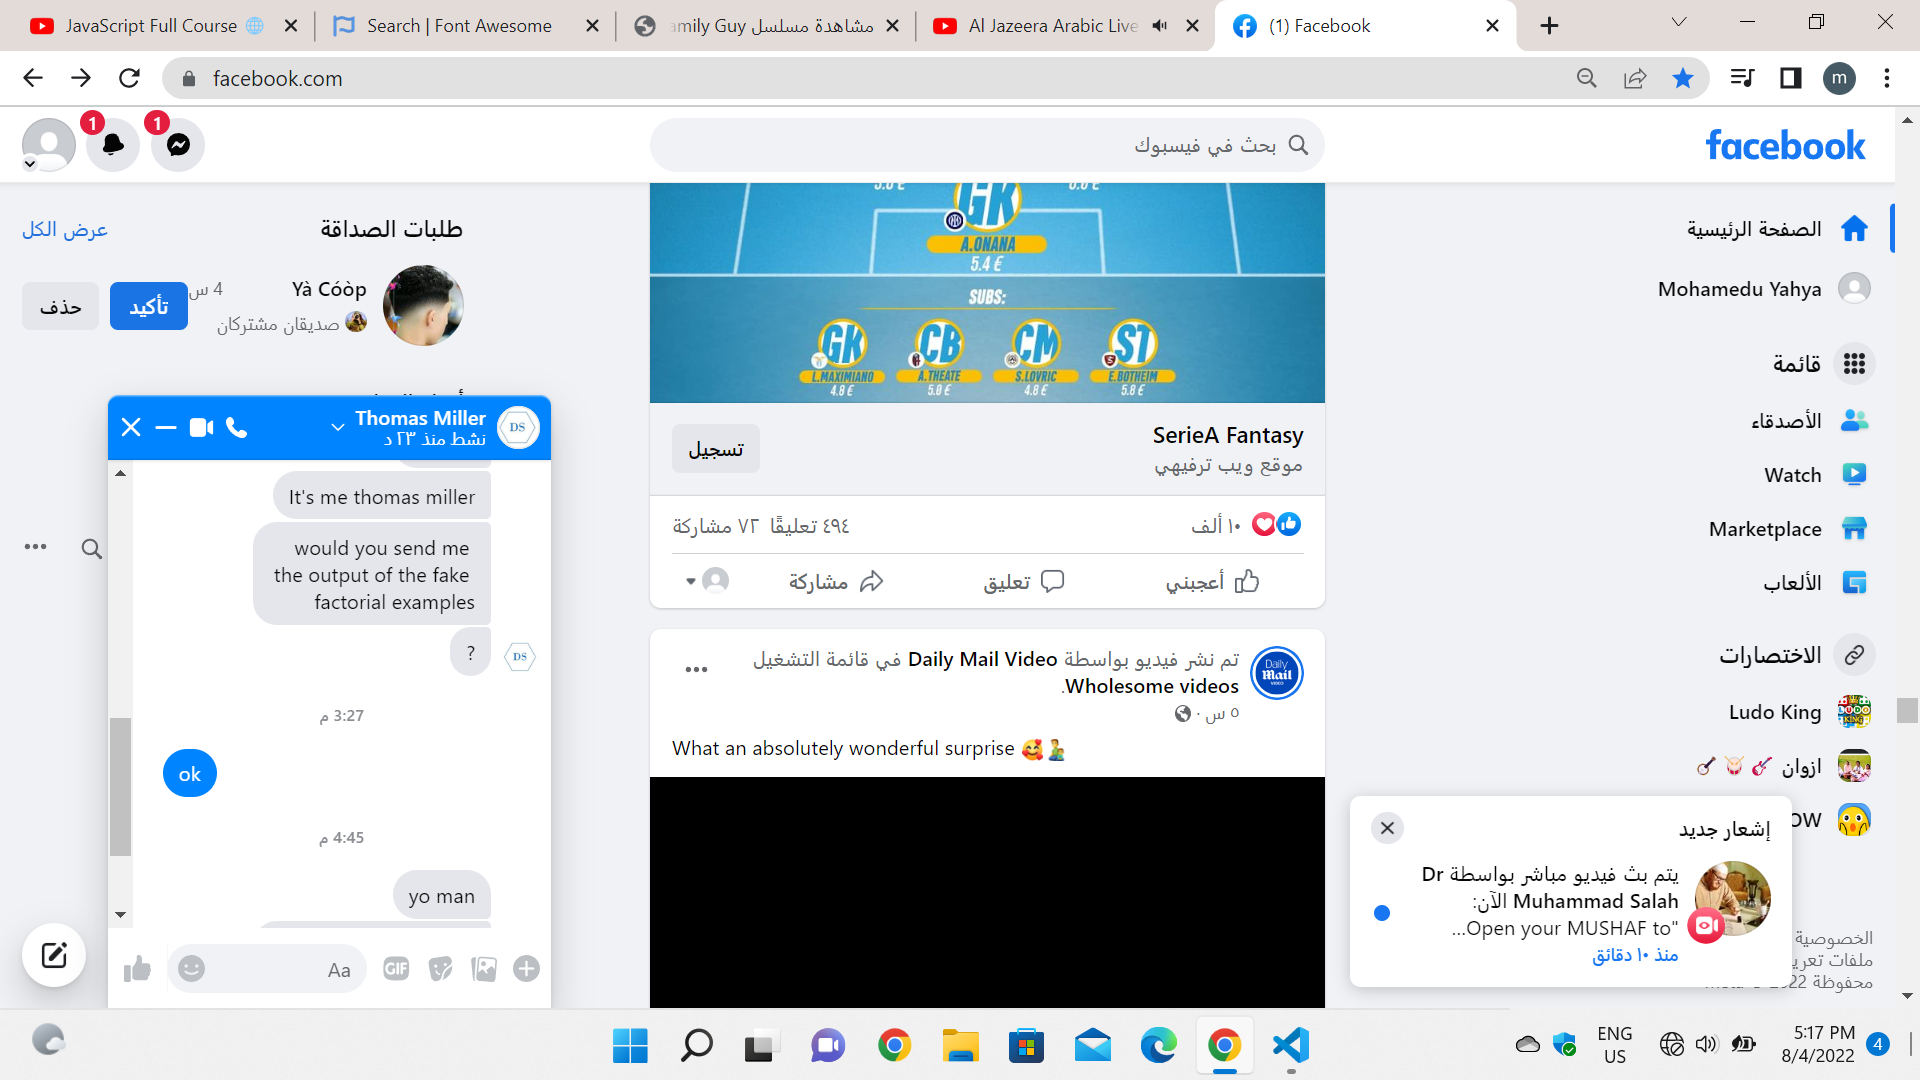 JavaScript Full Course 🌐
Search | Font Awesome
مشاهدة مسلسل Family Guy
Al Jazeera Arabic Live
(1) Facebook
facebook.com
m
1
1
بحث في فيسبوك
facebook
طلبات الصداقة
عرض الكل
Yà Cóòp
4 س
صديقان مشتركان
تأكيد
حذف
Thomas Miller
نشط منذ ٢٣ د
DS
It's me thomas miller
would you send me
the output of the fake
factorial examples
?
DS
3:27 م
ok
4:45 م
yo man
Aa
GIF
GK
A.ONANA
5.4 €
SUBS:
GK
CB
CM
ST
L.MAXIMIANO
A.THEATE
S.LOVRIC
E.BOTHEIM
4.8 €
5.0 €
4.8 €
5.8 €
SerieA Fantasy
موقع ويب ترفيهي
تسجيل
١٠ ألف
٤٩٤ تعليقًا ٧٢ مشاركة
أعجبني
تعليق
مشاركة
Daily
Mail
VIDEO
تم نشر فيديو بواسطة Daily Mail Video في قائمة التشغيل
Wholesome videos.
٥ س ·
What an absolutely wonderful surprise 🥰🤱
الصفحة الرئيسية
Mohamedu Yahya
قائمة
الأصدقاء
Watch
Marketplace
الألعاب
الاختصارات
Ludo King
ازوان 🎸 🥁 🪕
OW
إشعار جديد
يتم بث فيديو مباشر بواسطة Dr
Muhammad Salah الآن:
"Open your MUSHAF to...
منذ ١٠ دقائق
الخصوصية
ملفات تعري
محفوظة 2022
ENG
US
5:17 PM
8/4/2022
4